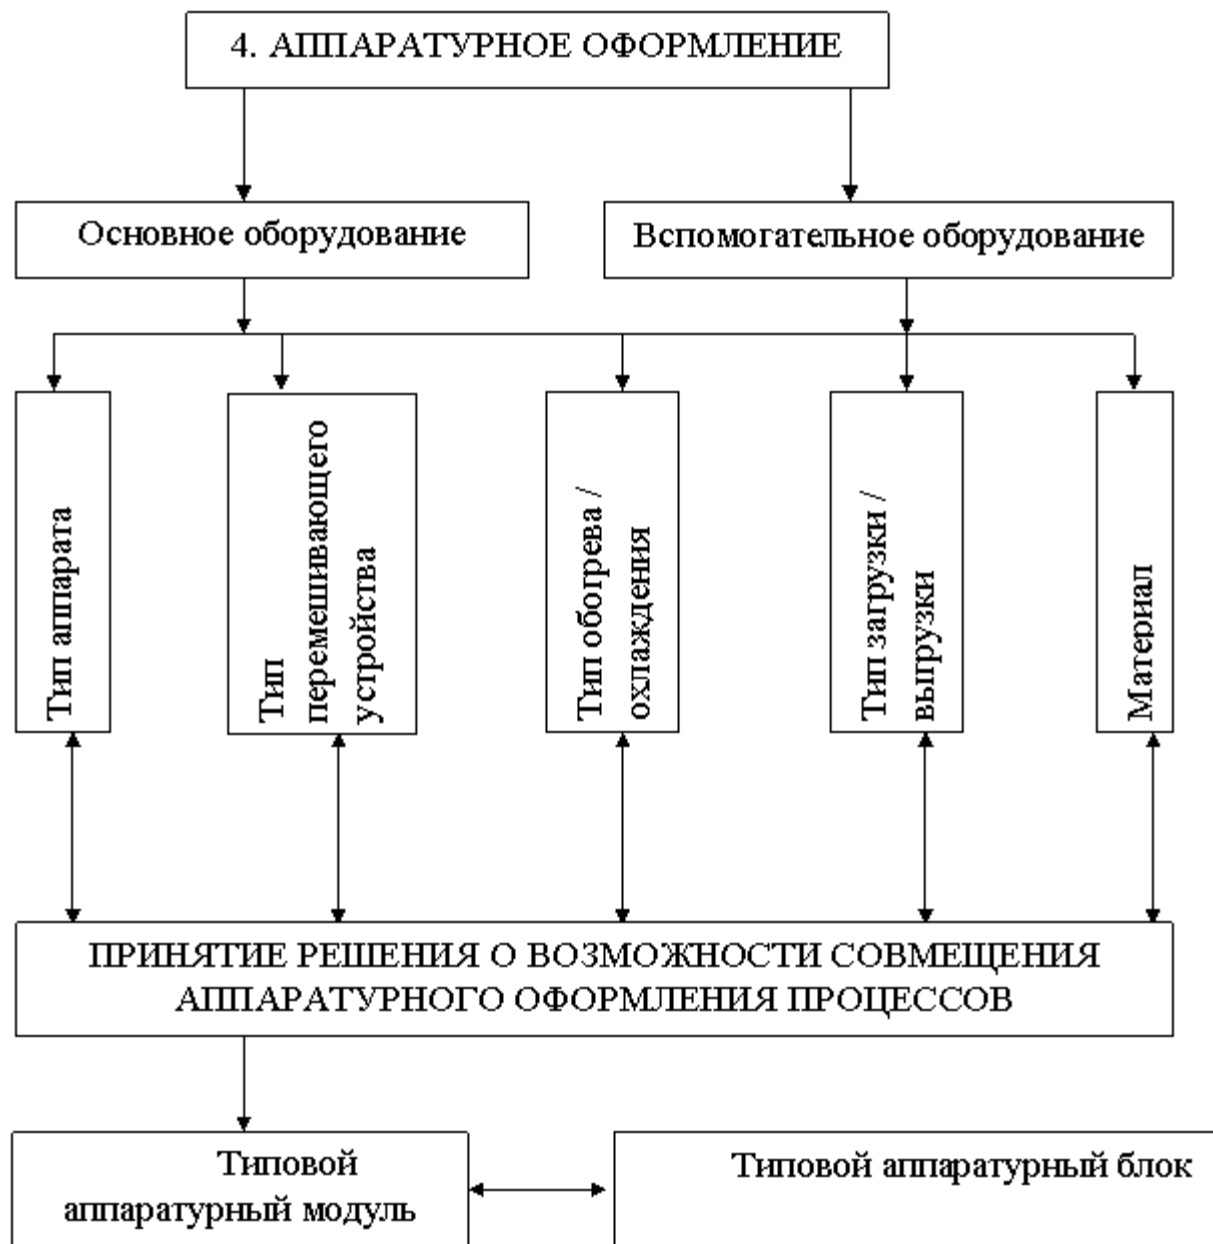 4. АППАРАТУРНОЕ ОФОРМЛЕНИЕ
Основное оборудование
Вспомогательное оборудование
Тип аппарата
Тип
перемешивающего
устройства
Тип обогрева /
охлаждения
Тип загрузки /
выгрузки
Материал
ПРИНЯТИЕ РЕШЕНИЯ О ВОЗМОЖНОСТИ СОВМЕЩЕНИЯ
АППАРАТУРНОГО ОФОРМЛЕНИЯ ПРОЦЕССОВ
Типовой
аппаратурный модуль
Типовой аппаратурный блок